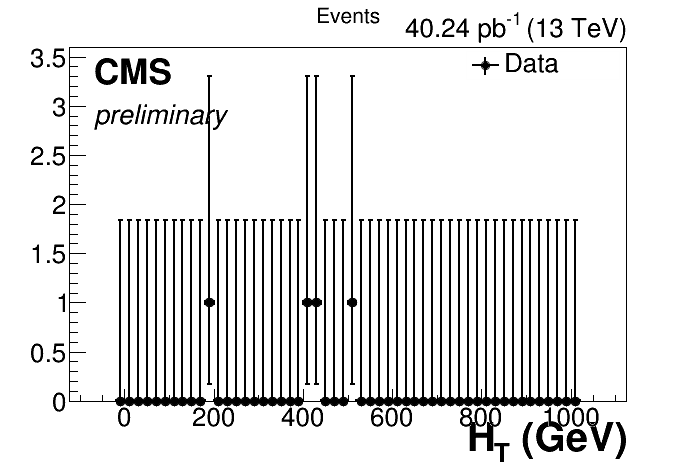 Events
40.24 pb-1 (13 TeV)
CMS
preliminary
Data
3.5
3
2.5
2
1.5
1
0.5
0
0 200 400 600 800 1000
HT (GeV)